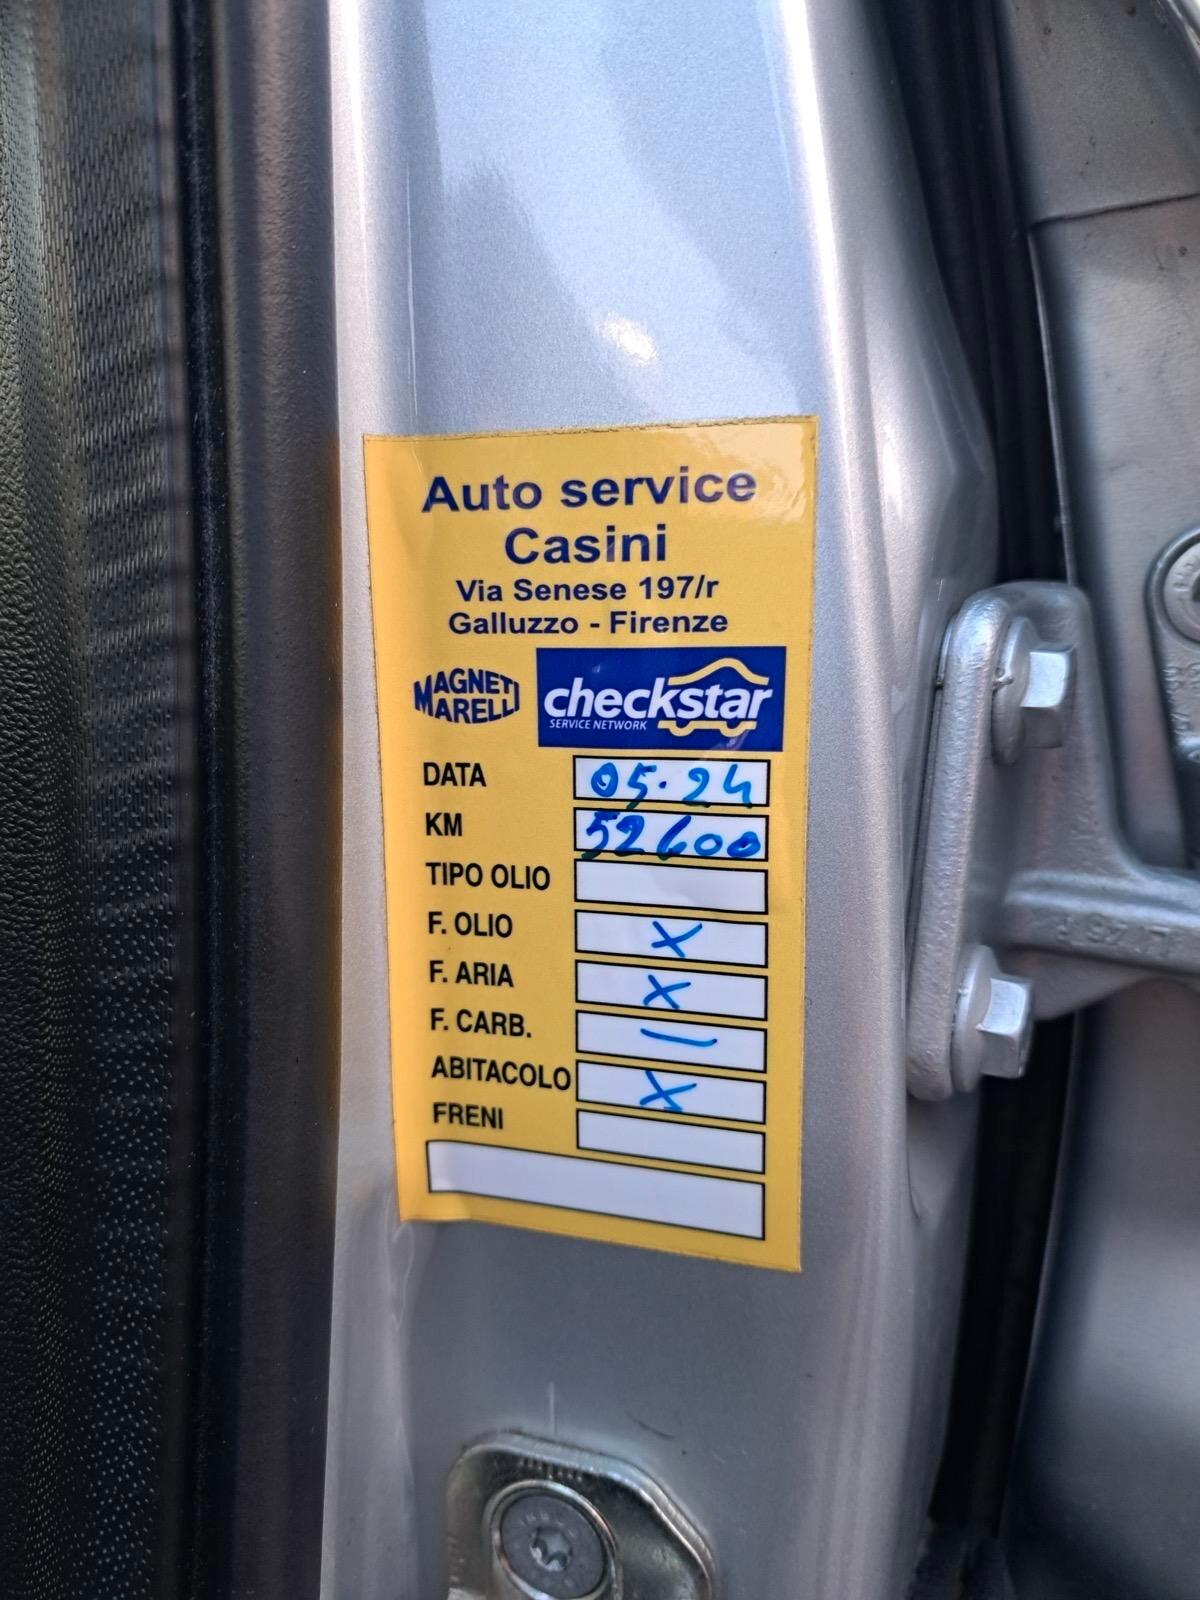 Auto service
Casini
Via Senese 197/r
Galluzzo - Firenze
MAGNETI
MARELLI
checkstar
SERVICE NETWORK
DATA 05.24
KM 52600
TIPO OLIO
F. OLIO X
F. ARIA X
F. CARB. —
ABITACOLO X
FRENI